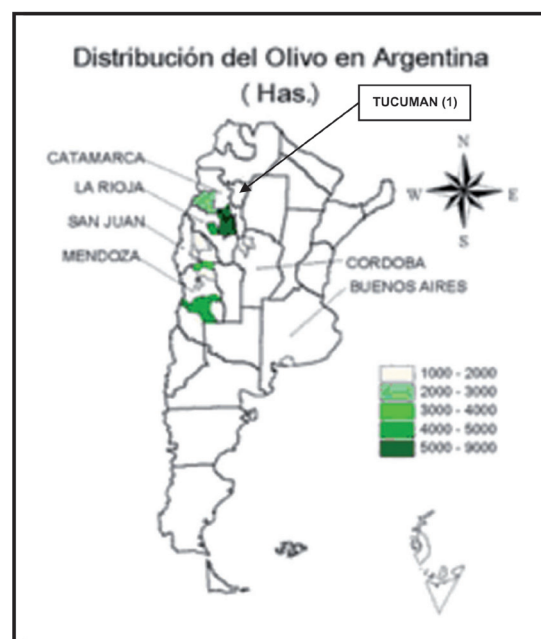 Distribución del Olivo en Argentina
( Has.)
TUCUMAN (1)
CATAMARCA
LA RIOJA
SAN JUAN
MENDOZA
CORDOBA
BUENOS AIRES
N
W
E
S
1000 - 2000
2000 - 3000
3000 - 4000
4000 - 5000
5000 - 9000